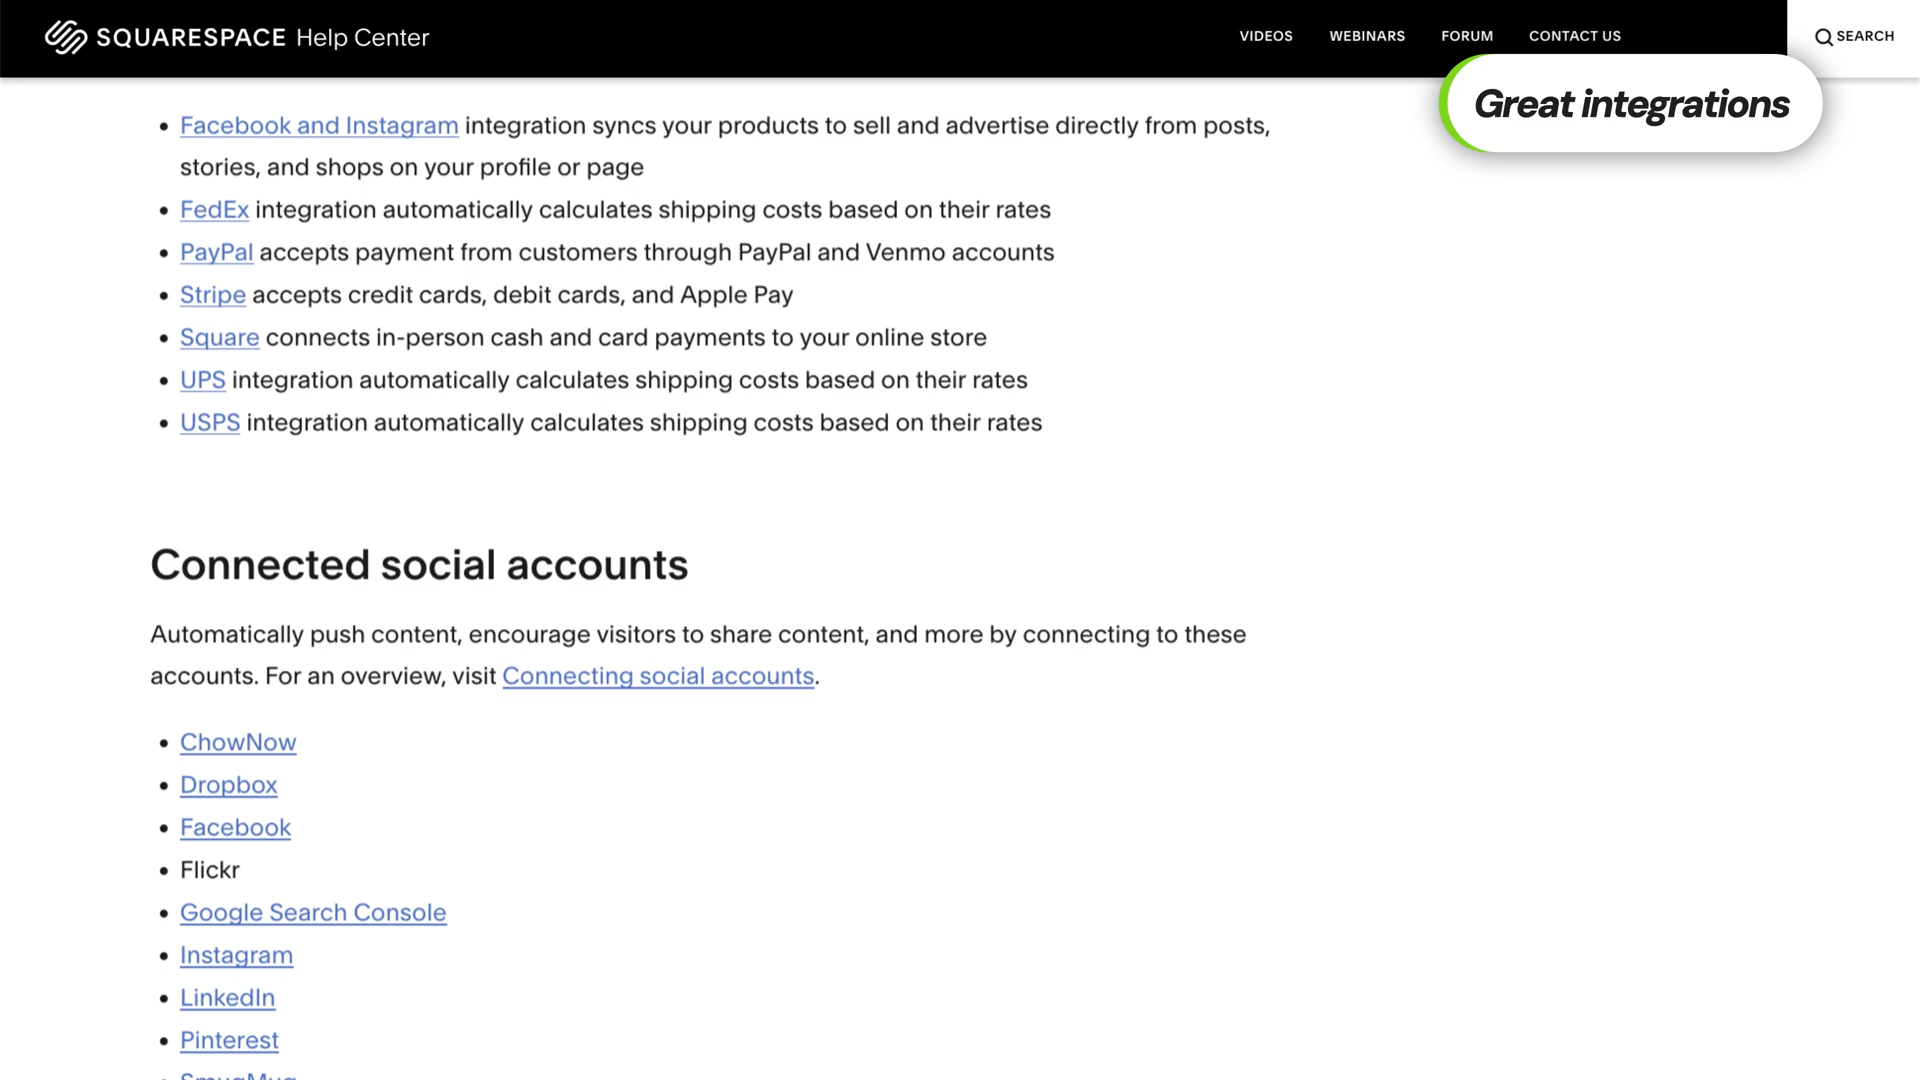 SQUARESPACE Help Center
VIDEOS
WEBINARS
FORUM
CONTACT US
SEARCH
Great integrations
Facebook and Instagram integration syncs your products to sell and advertise directly from posts,
stories, and shops on your profile or page
FedEx integration automatically calculates shipping costs based on their rates
PayPal accepts payment from customers through PayPal and Venmo accounts
Stripe accepts credit cards, debit cards, and Apple Pay
Square connects in-person cash and card payments to your online store
UPS integration automatically calculates shipping costs based on their rates
USPS integration automatically calculates shipping costs based on their rates
Connected social accounts
Automatically push content, encourage visitors to share content, and more by connecting to these
accounts. For an overview, visit Connecting social accounts.
ChowNow
Dropbox
Facebook
Flickr
Google Search Console
Instagram
LinkedIn
Pinterest
SmugMug